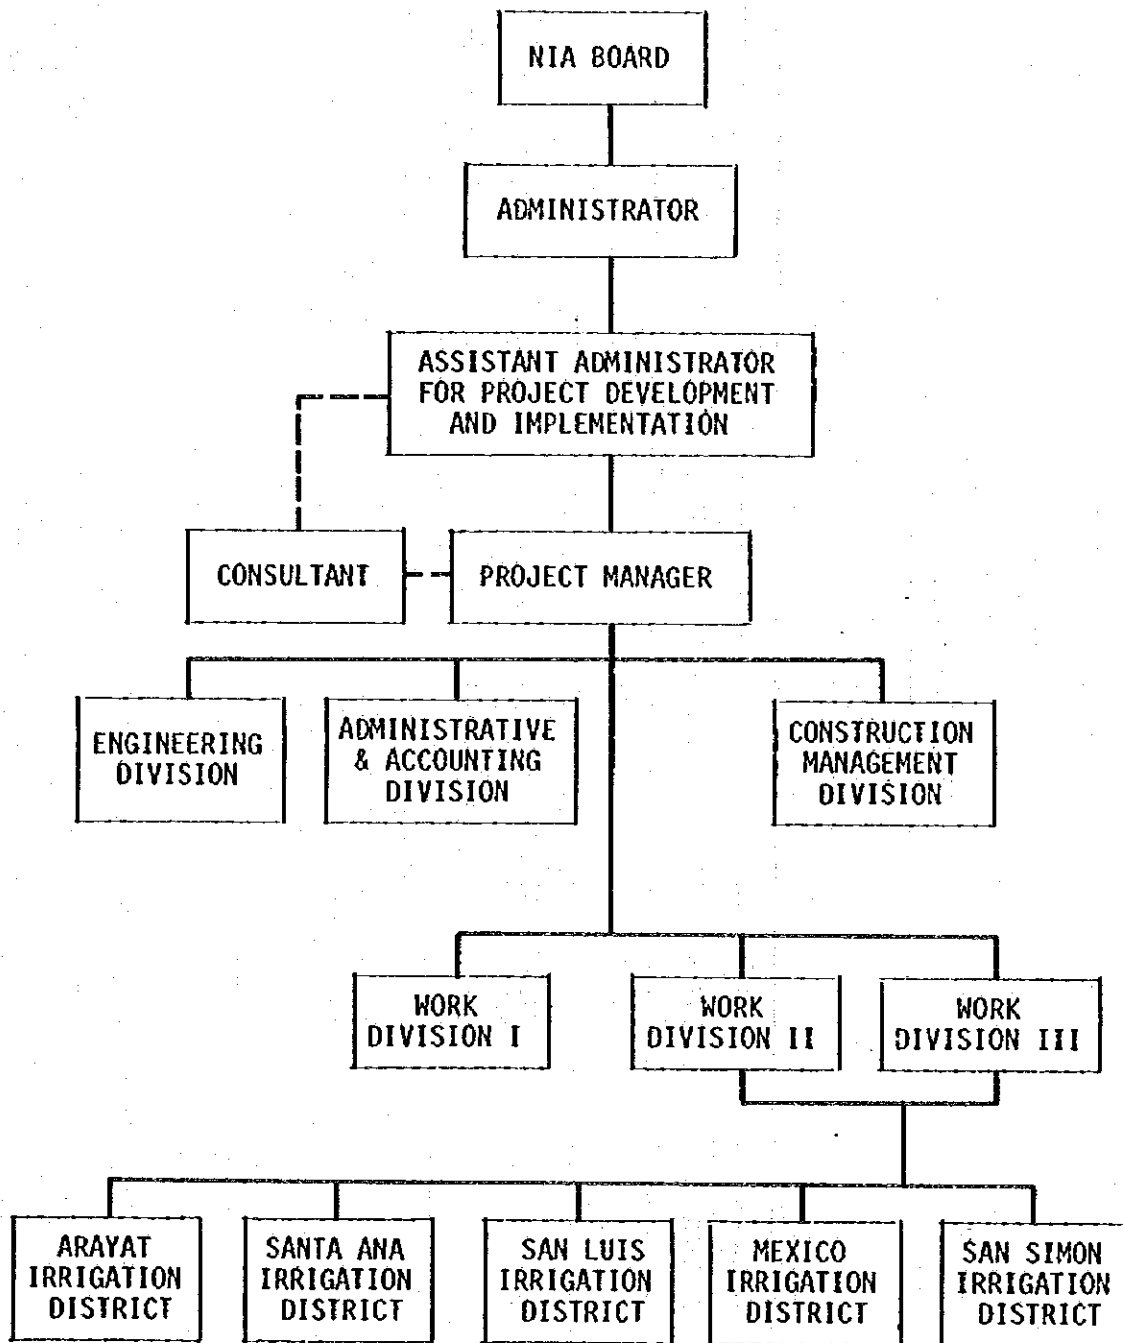 NIA BOARD
ADMINISTRATOR
ASSISTANT ADMINISTRATOR
FOR PROJECT DEVELOPMENT
AND IMPLEMENTATION
CONSULTANT
PROJECT MANAGER
ENGINEERING
DIVISION
ADMINISTRATIVE
& ACCOUNTING
DIVISION
CONSTRUCTION
MANAGEMENT
DIVISION
WORK
DIVISION I
WORK
DIVISION II
WORK
DIVISION III
ARAYAT
IRRIGATION
DISTRICT
SANTA ANA
IRRIGATION
DISTRICT
SAN LUIS
IRRIGATION
DISTRICT
MEXICO
IRRIGATION
DISTRICT
SAN SIMON
IRRIGATION
DISTRICT